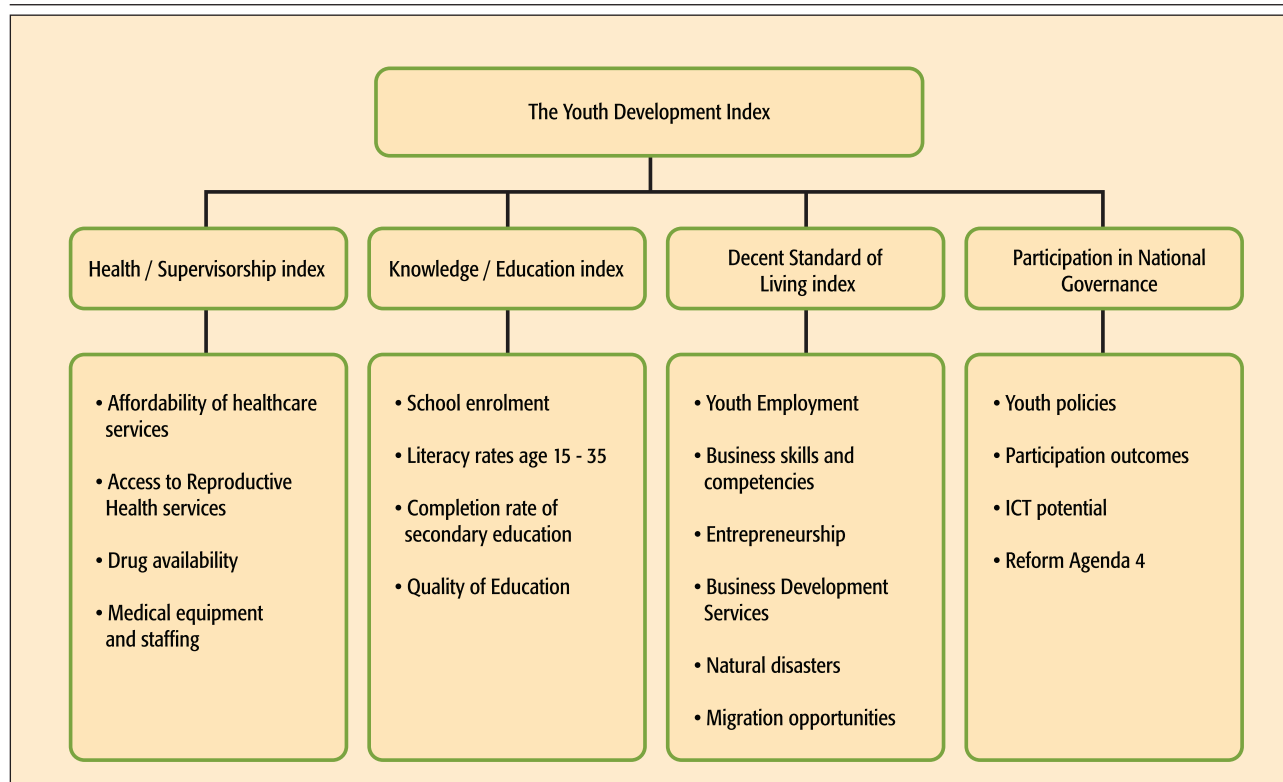 The Youth Development Index
Health / Supervisorship index
Knowledge / Education index
Decent Standard of
Living index
Participation in National
Governance
• Affordability of healthcare
services
• Access to Reproductive
Health services
• Drug availability
• Medical equipment
and staffing
• School enrolment
• Literacy rates age 15 - 35
• Completion rate of
secondary education
• Quality of Education
• Youth Employment
• Business skills and
competencies
• Entrepreneurship
• Business Development
Services
• Natural disasters
• Migration opportunities
• Youth policies
• Participation outcomes
• ICT potential
• Reform Agenda 4